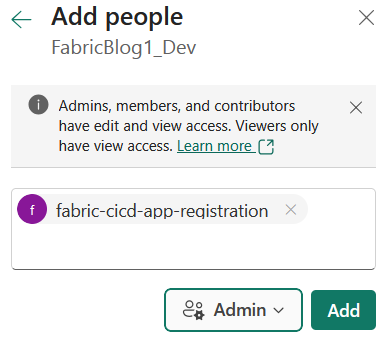 Add people
FabricBlog1_Dev
Admins, members, and contributors
have edit and view access. Viewers only
have view access. Learn more
f
fabric-cicd-app-registration
Admin
Add